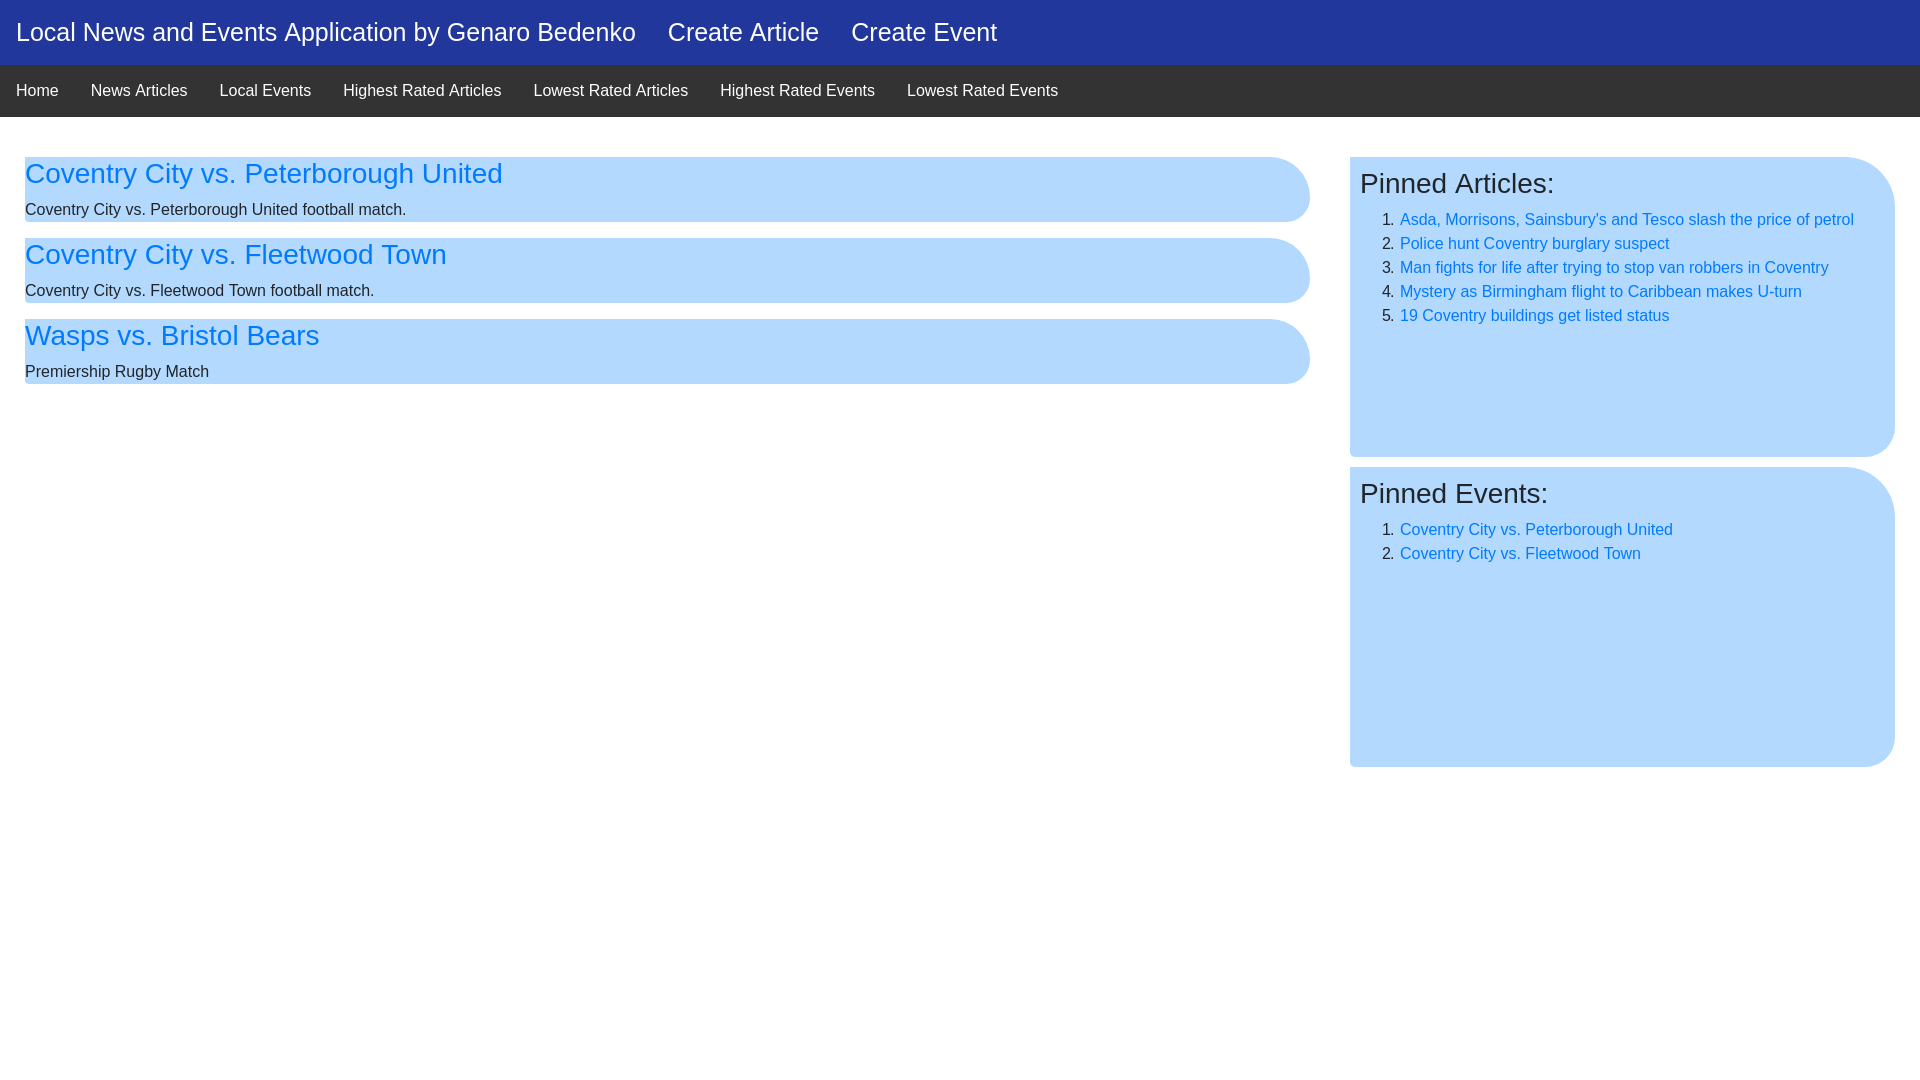 Local News and Events Application by Genaro Bedenko Create Article Create Event
Home News Articles Local Events Highest Rated Articles Lowest Rated Articles Highest Rated Events Lowest Rated Events
Coventry City vs. Peterborough United
Coventry City vs. Peterborough United football match.
Coventry City vs. Fleetwood Town
Coventry City vs. Fleetwood Town football match.
Wasps vs. Bristol Bears
Premiership Rugby Match
Pinned Articles:
1. Asda, Morrisons, Sainsbury's and Tesco slash the price of petrol
2. Police hunt Coventry burglary suspect
3. Man fights for life after trying to stop van robbers in Coventry
4. Mystery as Birmingham flight to Caribbean makes U-turn
5. 19 Coventry buildings get listed status
Pinned Events:
1. Coventry City vs. Peterborough United
2. Coventry City vs. Fleetwood Town